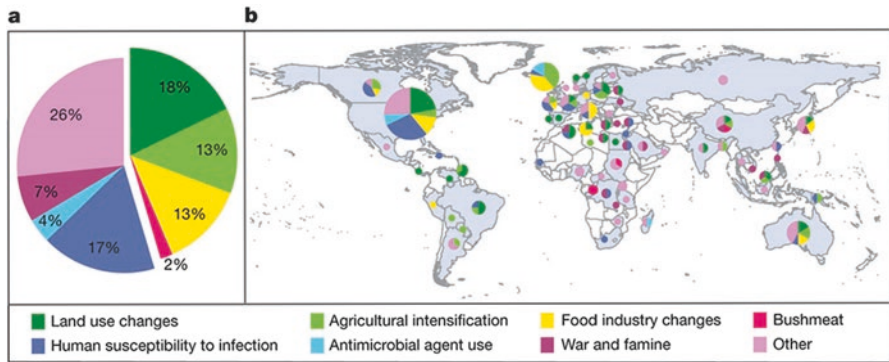 a
b
26%
18%
13%
7%
4%
13%
17%
2%
Land use changes
Agricultural intensification
Food industry changes
Bushmeat
Human susceptibility to infection
Antimicrobial agent use
War and famine
Other